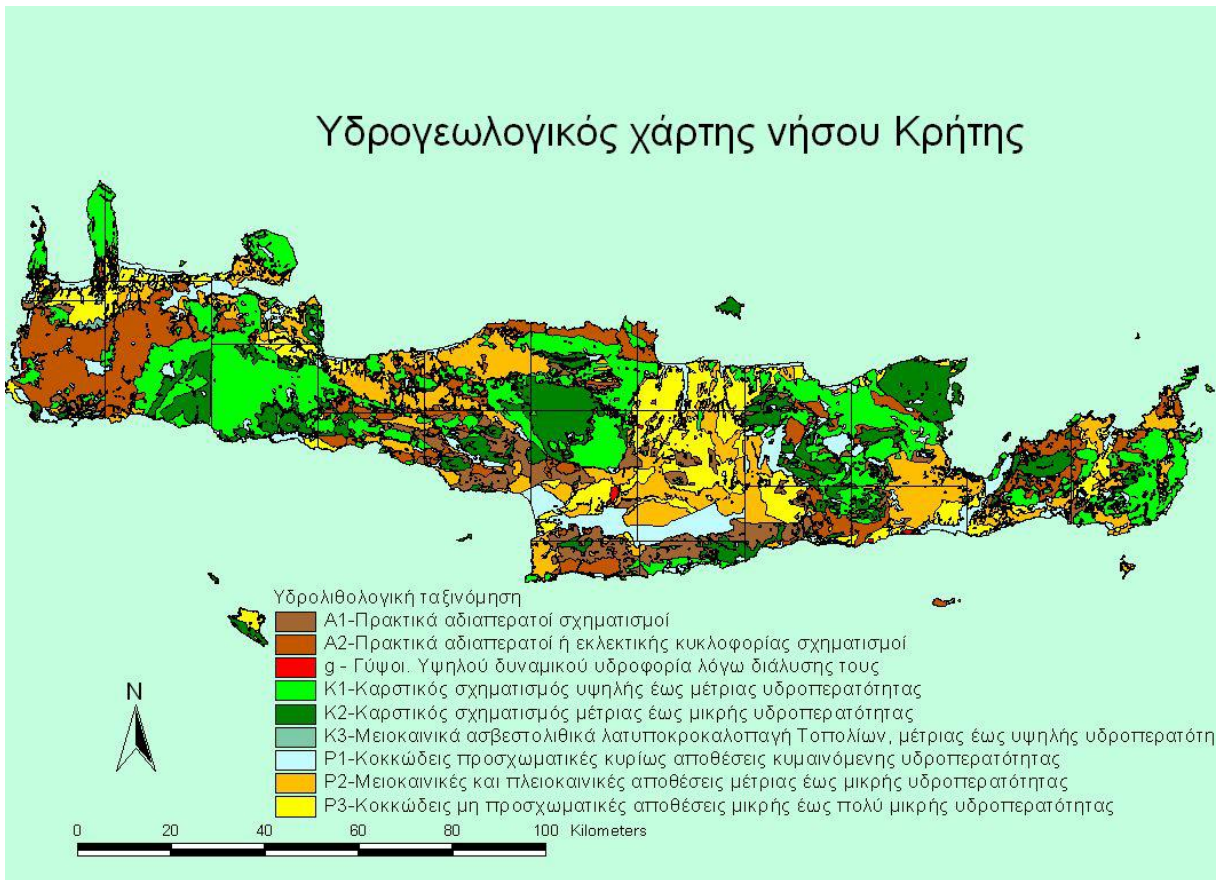 Υδρογεωλογικός χάρτης νήσου Κρήτης
Υδρολιθολογική ταξινόμηση
Α1-Πρακτικά αδιαπερατοί σχηματισμοί
Α2-Πρακτικά αδιαπερατοί ή εκλεκτικής κυκλοφορίας σχηματισμοί
g - Γύψοι. Υψηλού δυναμικού υδροφορία λόγω διάλυσης τους
Κ1-Καρστικός σχηματισμός υψηλής έως μέτριας υδροπερατότητας
Κ2-Καρστικός σχηματισμός μέτριας έως μικρής υδροπερατότητας
Κ3-Μειοκαινικά ασβεστολιθικά λατυποκροκαλοπαγή Τοπολίων, μέτριας έως υψηλής υδροπερατότη
Ρ1-Κοκκώδεις προσχωματικές κυρίως αποθέσεις κυμαινόμενης υδροπερατότητας
Ρ2-Μειοκαινικές και πλειοκαινικές αποθέσεις μέτριας έως μικρής υδροπερατότητας
Ρ3-Κοκκώδεις μη προσχωματικές αποθέσεις μικρής έως πολύ μικρής υδροπερατότητας
N
0 20 40 60 80 100 Kilometers